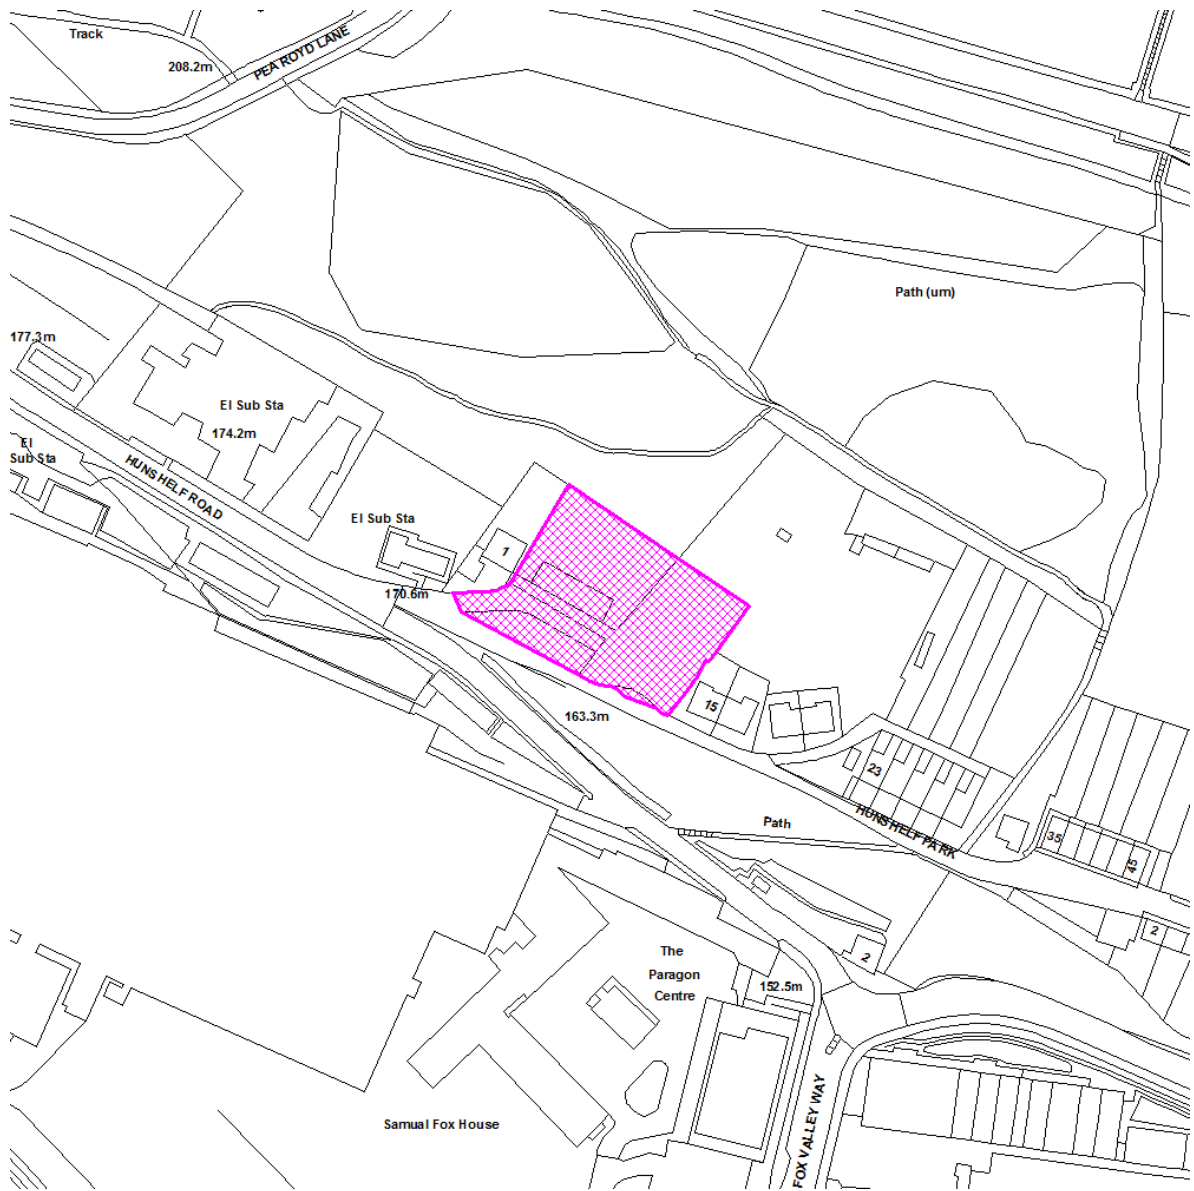 Track
PEA ROYD LANE
208.2m
Path (um)
177.3m
El Sub Sta
174.2m
El
Sub Sta
HUNSHELF ROAD
El Sub Sta
1
170.6m
15
163.3m
23
Path
HUNSHELF PARK
35
45
2
2
The
Paragon
Centre
152.5m
FOX VALLEY WAY
Samual Fox House